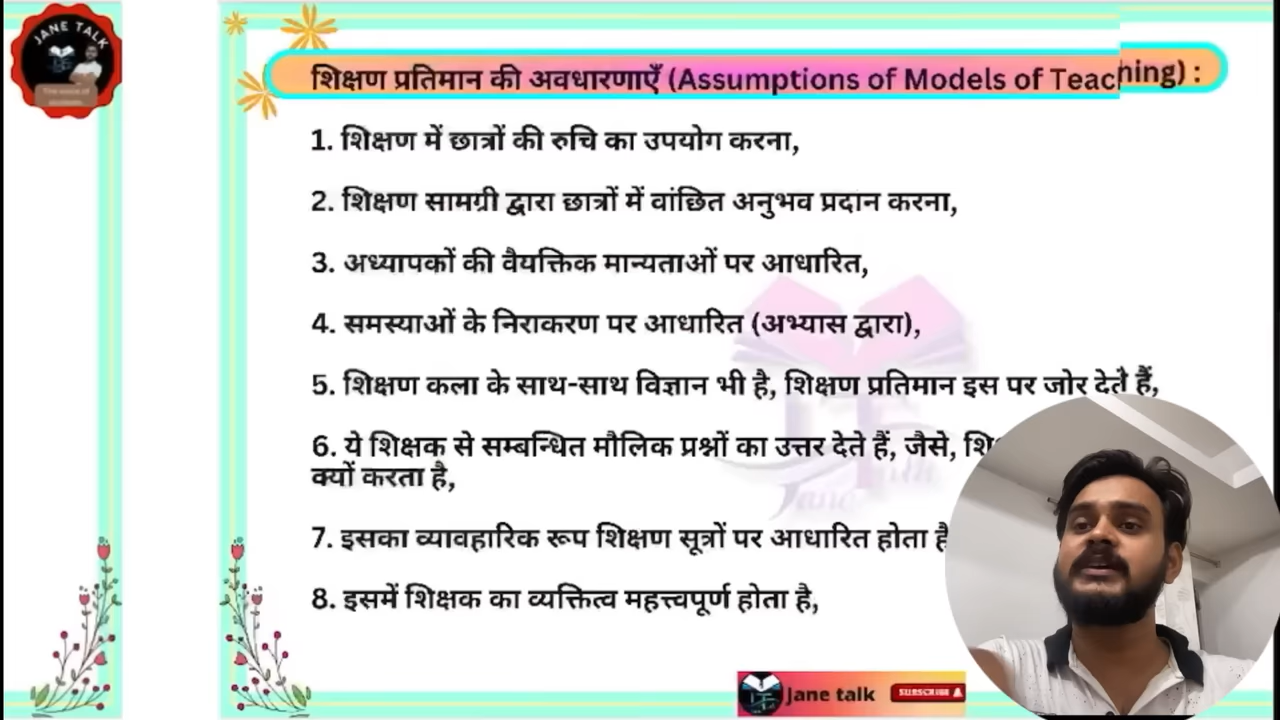 JANE TALK
शिक्षण प्रतिमान की अवधारणाएँ (Assumptions of Models of Teaching) :
1. शिक्षण में छात्रों की रुचि का उपयोग करना,
2. शिक्षण सामग्री द्वारा छात्रों में वांछित अनुभव प्रदान करना,
3. अध्यापकों की वैयक्तिक मान्यताओं पर आधारित,
4. समस्याओं के निराकरण पर आधारित (अभ्यास द्वारा),
5. शिक्षण कला के साथ-साथ विज्ञान भी है, शिक्षण प्रतिमान इस पर जोर देते हैं,
6. ये शिक्षक से सम्बन्धित मौलिक प्रश्नों का उत्तर देते हैं, जैसे,
क्यों करता है,
7. इसका व्यावहारिक रूप शिक्षण सूत्रों पर आधारित होता है
8. इसमें शिक्षक का व्यक्तित्व महत्त्वपूर्ण होता है,
Jane talk SUBSCRIBE